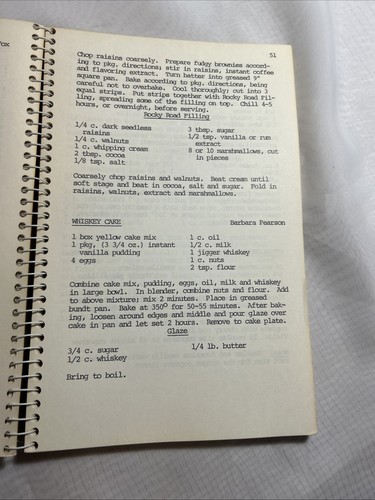 ox
51
Chop raisins coarsely. Prepare fudgy brownies accord-
ing to pkg. directions; stir in raisins, instant coffee
and flavoring extract. Turn batter into greased 9"
square pan. Bake according to pkg. directions, being
careful not to overbake. Cool thoroughly; cut into 3
equal strips. Put strips together with Rocky Road Fil-
ling, spreading some of the filling on top. Chill 4-5
hours, or overnight, before serving.
Rocky Road Filling
1/4 c. dark seedless
raisins
1/4 c. walnuts
1 c. whipping cream
2 tbsp. cocoa
1/8 tsp. salt
3 tbsp. sugar
1/2 tsp. vanilla or rum
extract
8 or 10 marshmallows, cut
in pieces
Coarsely chop raisins and walnuts. Beat cream until
soft stage and beat in cocoa, salt and sugar. Fold in
raisins, walnuts, extract and marshmallows.
WHISKEY CAKE
Barbara Pearson
1 box yellow cake mix
1 pkg, (3 3/4 oz.) instant
vanilla pudding
4 eggs
1 c. oil
1/2 c. milk
1 jigger whiskey
1 c. nuts
2 tsp. flour
Combine cake mix, pudding, eggs, oil, milk and whiskey
in large bowl. In blender, combine nuts and flour. Add
to above mixture; mix 2 minutes. Place in greased
bundt pan. Bake at 350° for 50-55 minutes. After bak-
ing, loosen around edges and middle and pour glaze over
cake in pan and let set 2 hours. Remove to cake plate.
Glaze
3/4 c. sugar
1/2 c. whiskey
1/4 lb. butter
Bring to boil.